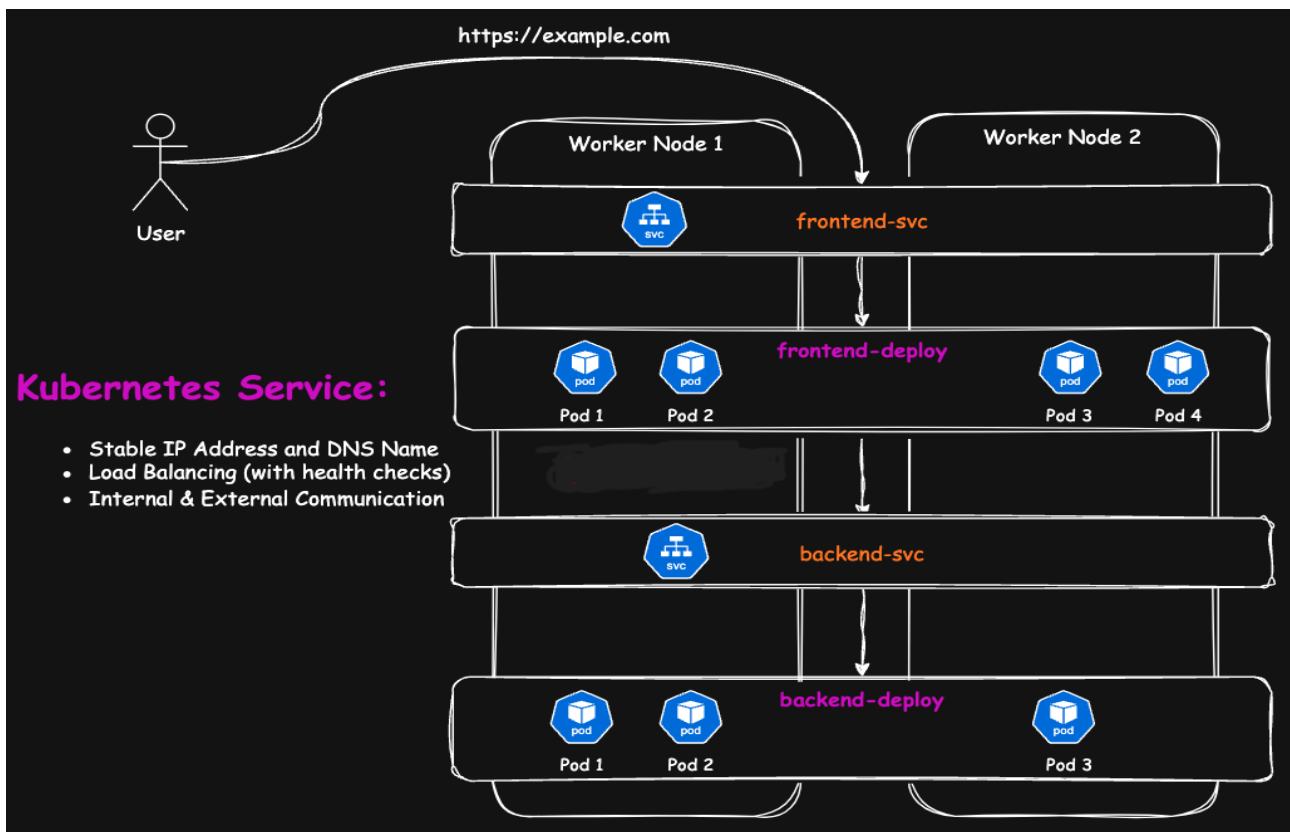 https://example.com
Worker Node 1
Worker Node 2
User
svc
frontend-svc
frontend-deploy
pod
pod
pod
pod
Pod 1
Pod 2
Pod 3
Pod 4
Kubernetes Service:
• Stable IP Address and DNS Name
• Load Balancing (with health checks)
• Internal & External Communication
svc
backend-svc
backend-deploy
pod
pod
pod
Pod 1
Pod 2
Pod 3